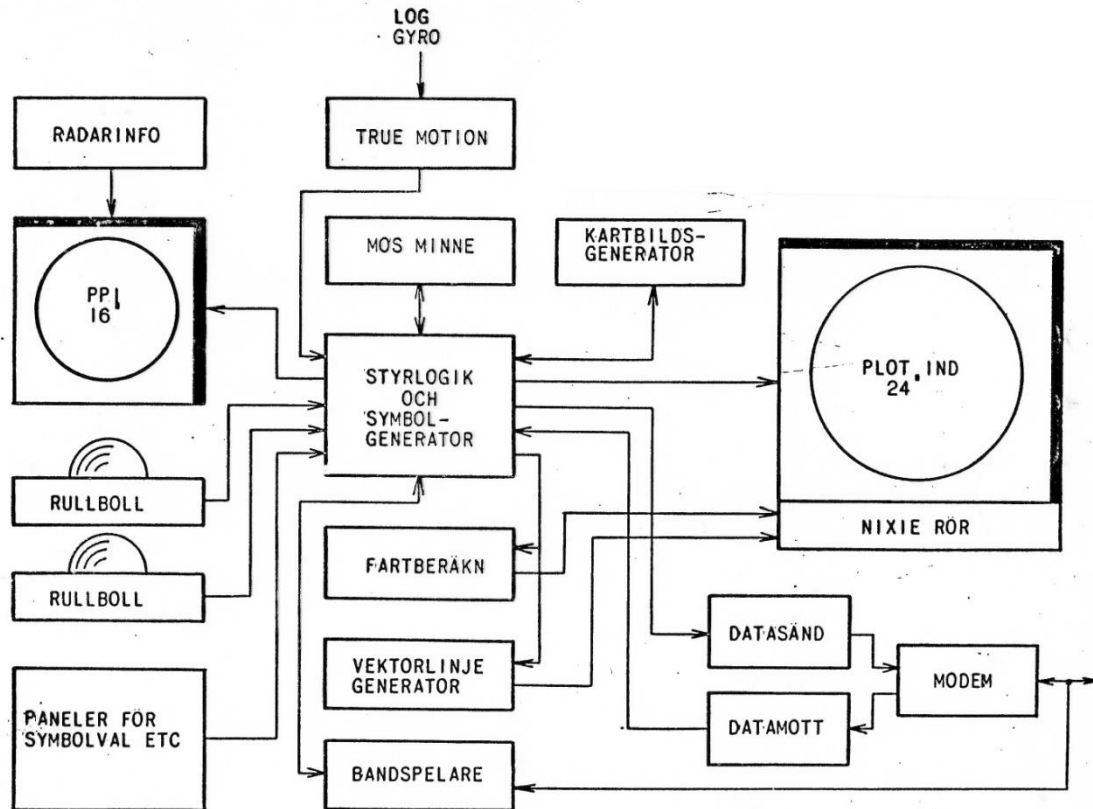 LOG
GYRO
RADARINFO
TRUE MOTION
MOS MINNE
KARTBILDS-
GENERATOR
PPI
16"
STYRLOGIK
OCH
SYMBOL-
GENERATOR
PLOT IND
24"
RULLBOLL
NIXIE RÖR
FARTBERÄKN
RULLBOLL
DATASÄND
VEKTORLINJE
GENERATOR
MODEM
PANELER FÖR
SYMBOLVAL ETC
DATAMOTT
BANDSPELARE